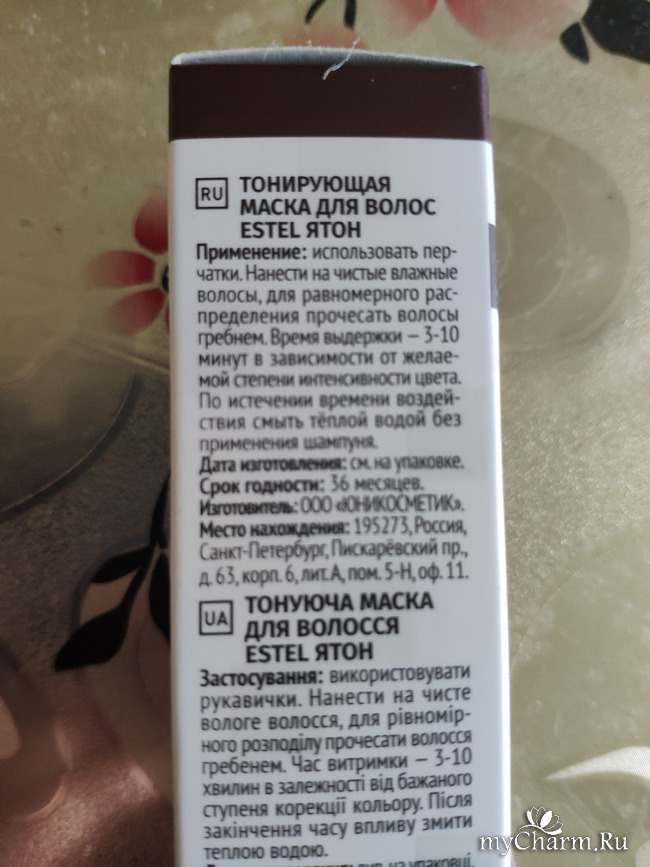 RU ТОНИРУЮЩАЯ
МАСКА ДЛЯ ВОЛОС
ESTEL ЯТОН
Применение: использовать пер-
чатки. Нанести на чистые влажные
волосы, для равномерного рас-
пределения прочесать волосы
гребнем. Время выдержки — 3-10
минут в зависимости от желае-
мой степени интенсивности цвета.
По истечении времени воздей-
ствия смыть тёплой водой без
применения шампуня.
Дата изготовления: см. на упаковке.
Срок годности: 36 месяцев.
Изготовитель: ООО «ЮНИКОСМЕТИК».
Место нахождения: 195273, Россия,
Санкт-Петербург, Пискарёвский пр.,
д. 63, корп. 6, лит. А, пом. 5-Н, оф. 11.
UA ТОНУЮЧА МАСКА
ДЛЯ ВОЛОССЯ
ESTEL ЯТОН
Застосування: використовувати
рукавички. Нанести на чисте
вологе волосся, для рівномір-
ного розподілу прочесати волосся
гребенем. Час витримки — 3-10
хвилин в залежності від бажаного
ступеня корекції кольору. Після
закінчення часу впливу змити
теплою водою.
див. на упаковці.
myCharm.Ru